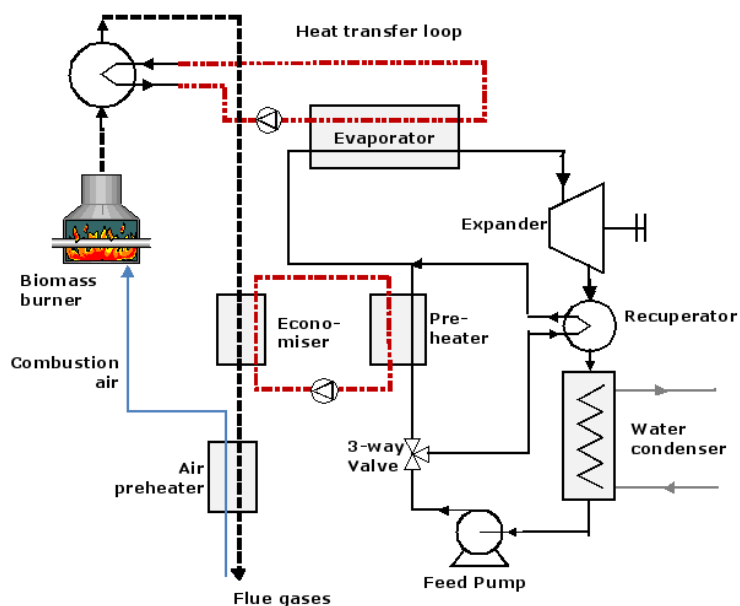 Heat transfer loop
Evaporator
Expander
Biomass
burner
Econo-
miser
Pre-
heater
Recuperator
Combustion
air
3-way
Valve
Water
condenser
Air
preheater
Feed Pump
Flue gases